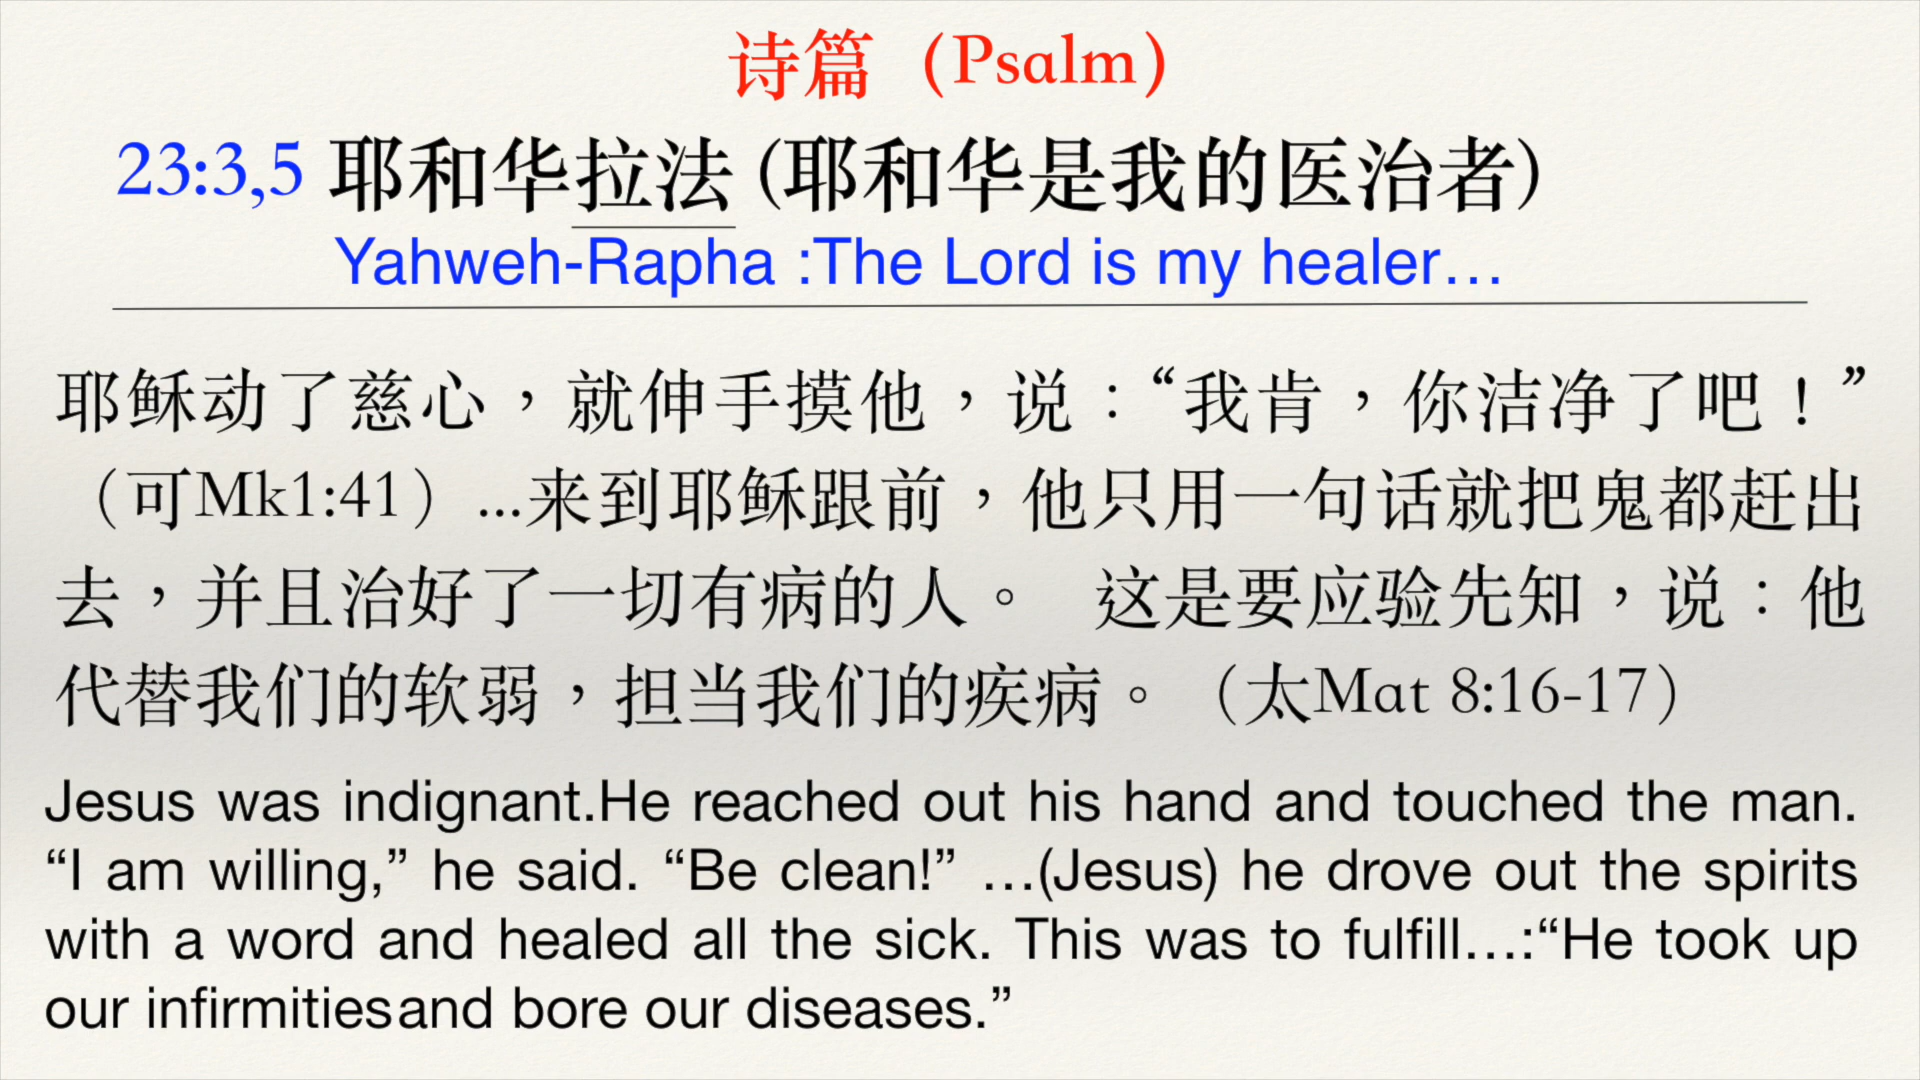 诗篇（Psalm）
23:3,5 耶和华拉法 (耶和华是我的医治者)
Yahweh-Rapha :The Lord is my healer…
耶稣动了慈心，就伸手摸他，说：“我肯，你洁净了吧！”
（可Mk1:41）...来到耶稣跟前，他只用一句话就把鬼都赶出
去，并且治好了一切有病的人。 这是要应验先知，说：他
代替我们的软弱，担当我们的疾病。（太Mat 8:16-17）
Jesus was indignant.He reached out his hand and touched the man.
“I am willing,” he said. “Be clean!” …(Jesus) he drove out the spirits
with a word and healed all the sick. This was to fulfill…:“He took up
our infirmitiesand bore our diseases.”